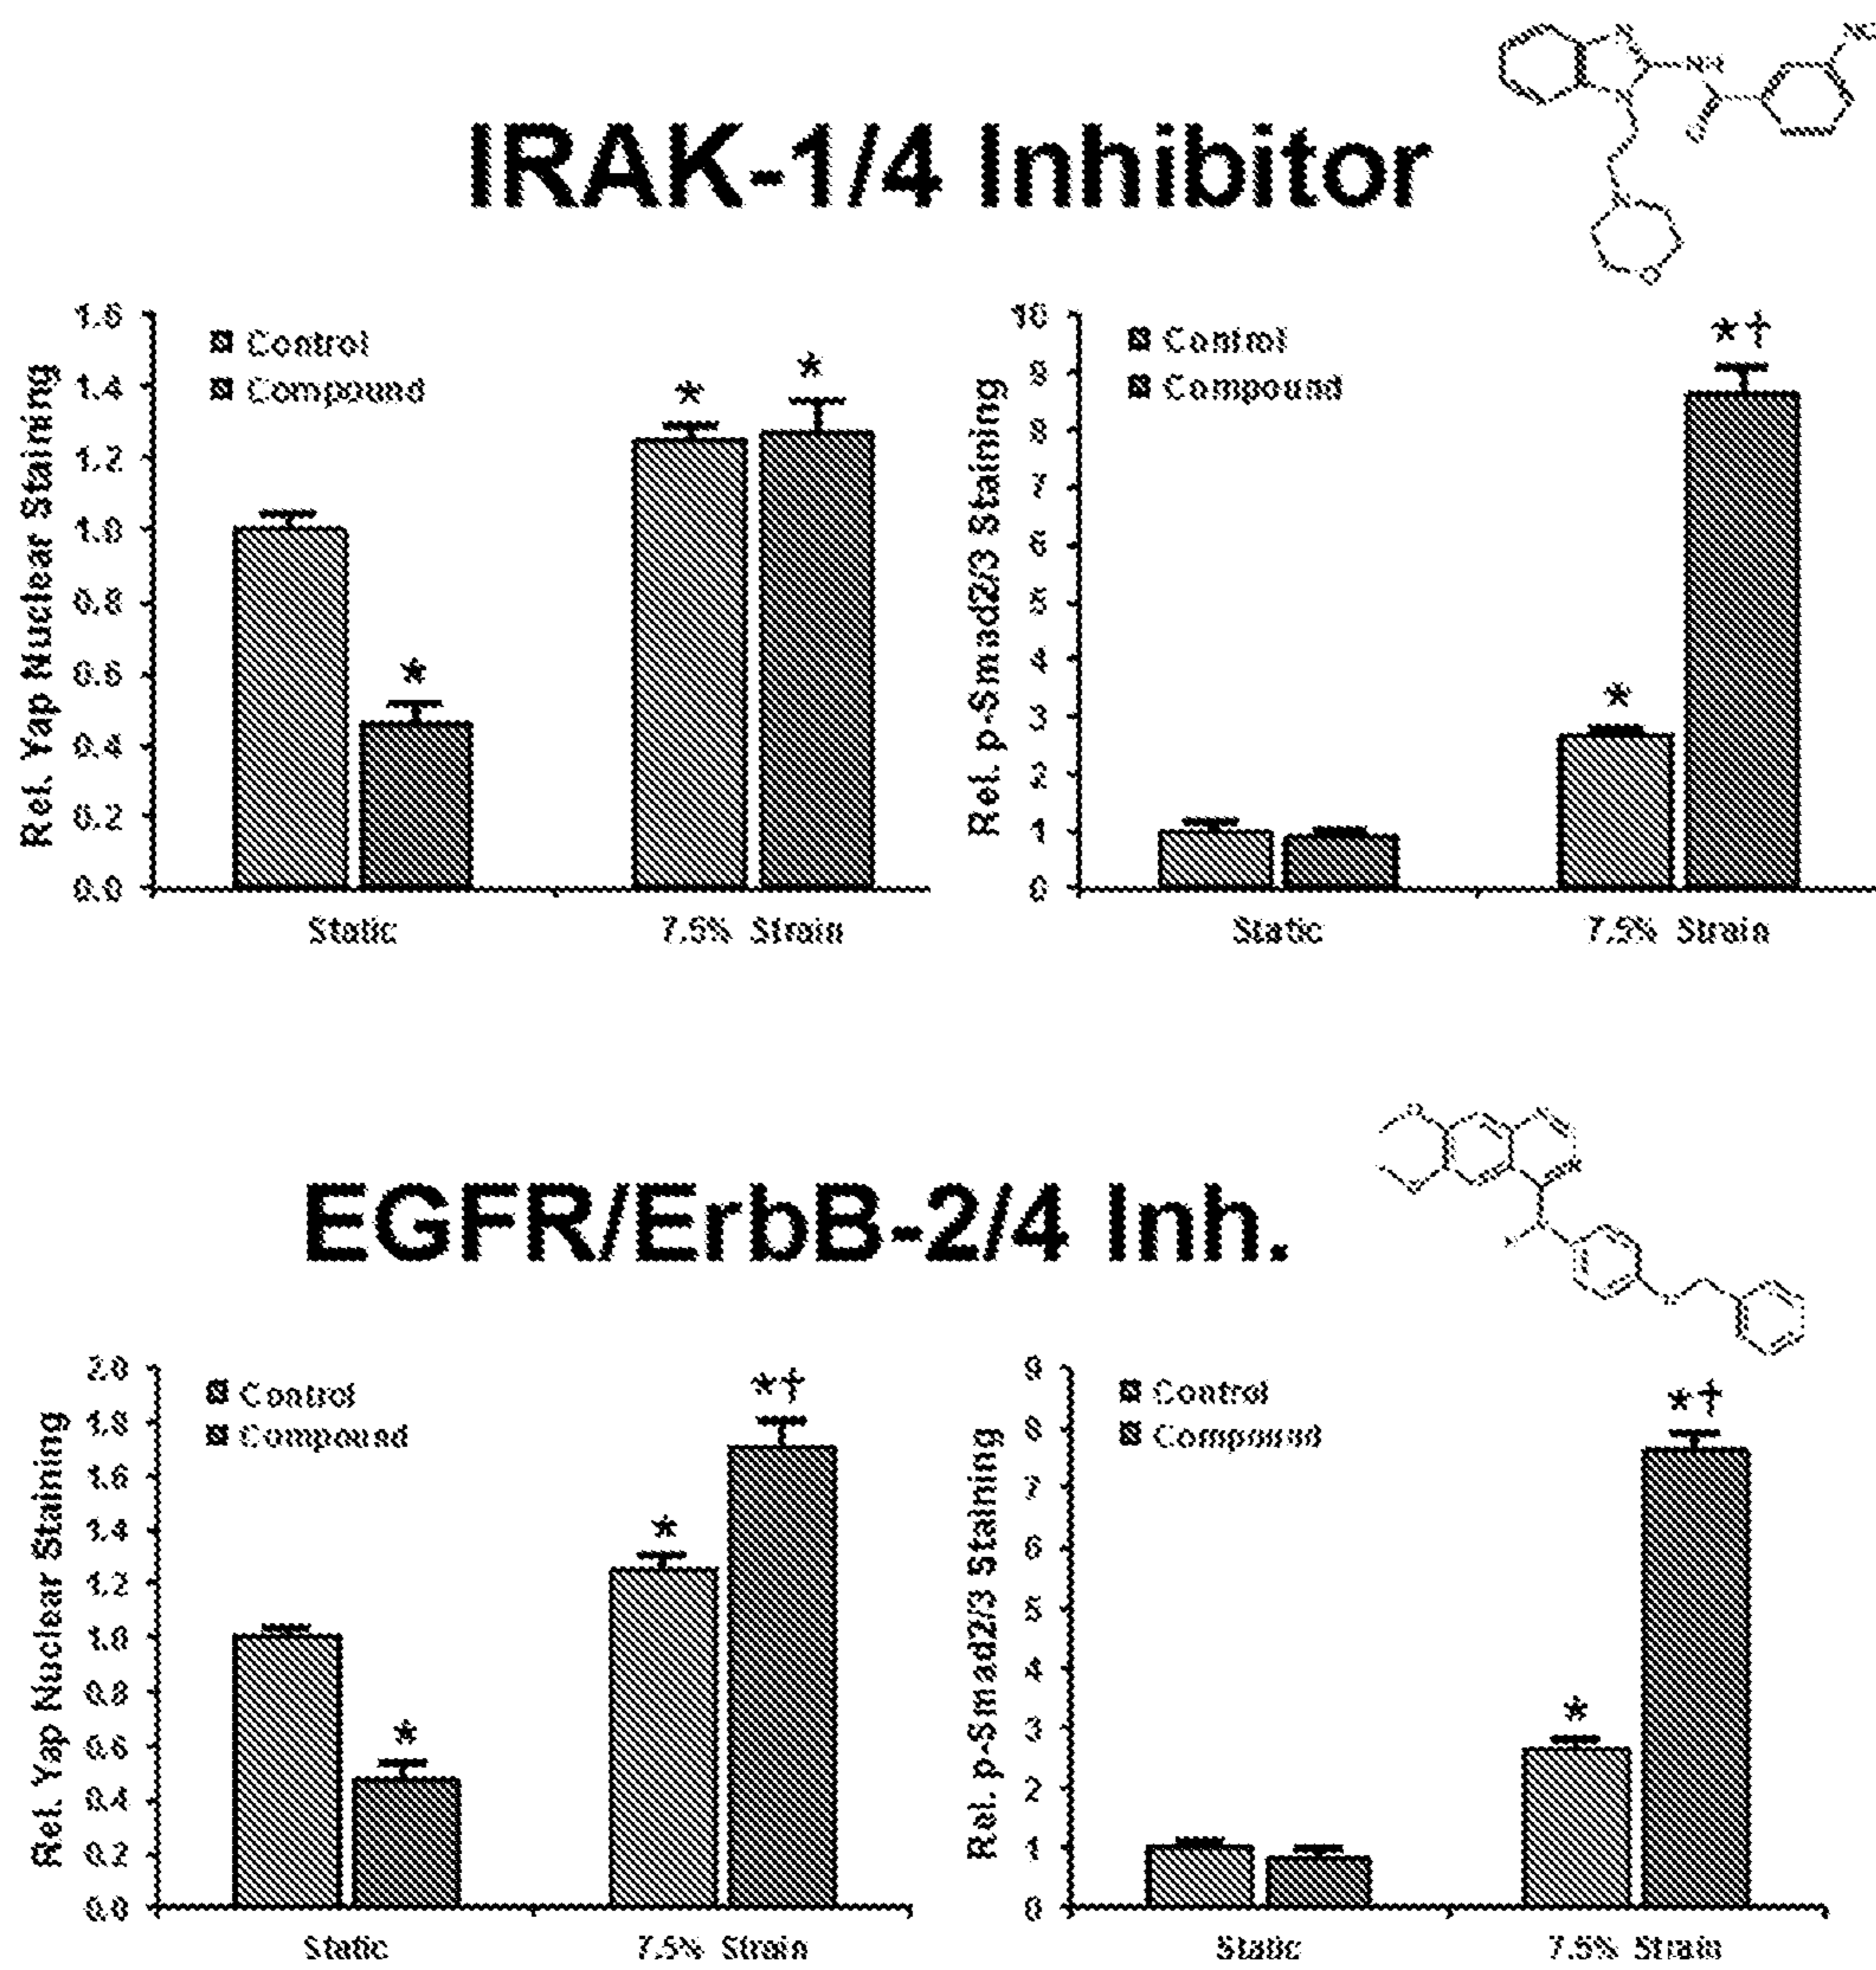 IRAK-1/4 Inhibitor
N
NH
N
O
N
O
Rel. Yap Nuclear Staining
1.6
1.4
1.2
1.0
0.8
0.6
0.4
0.2
0.0
Control
Compound
*
*
*
Static
7.5% Strain
Rel. p-Smad2/3 Staining
10
9
8
7
6
5
4
3
2
1
0
Control
Compound
*
*†
Static
7.5% Strain
EGFR/ErbB-2/4 Inh.
Rel. Yap Nuclear Staining
2.0
1.8
1.6
1.4
1.2
1.0
0.8
0.6
0.4
0.2
0.0
Control
Compound
*
*
*†
Static
7.5% Strain
Rel. p-Smad2/3 Staining
9
8
7
6
5
4
3
2
1
0
Control
Compound
*
*†
Static
7.5% Strain